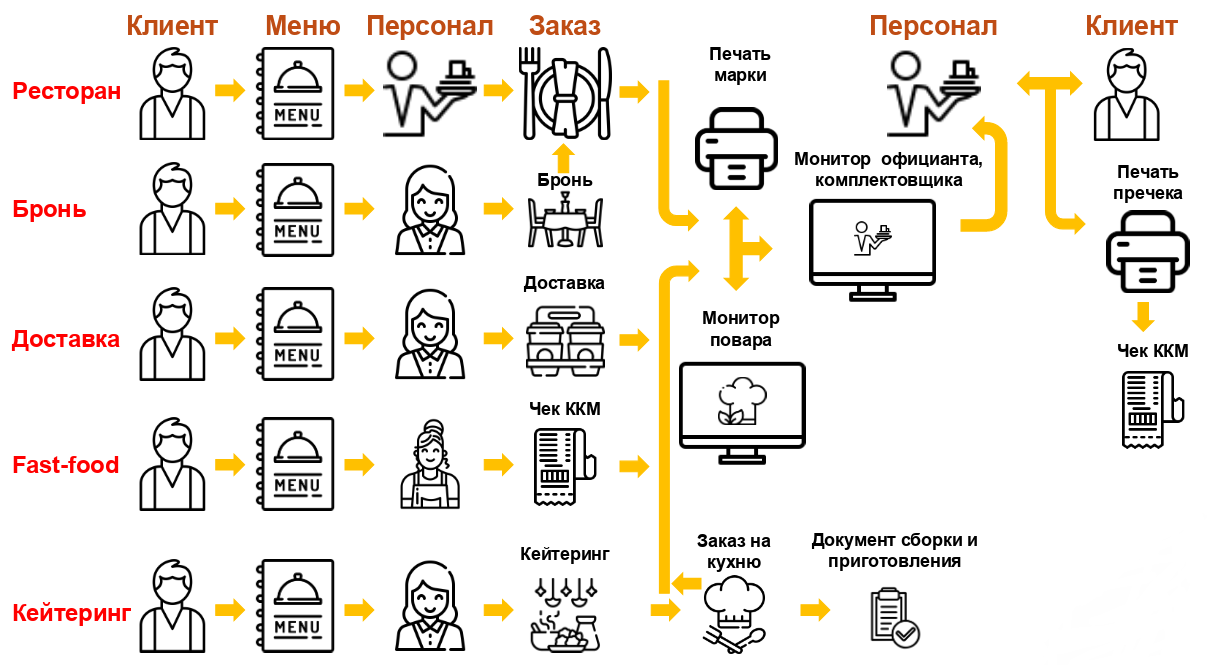 Клиент Меню Персонал Заказ Персонал Клиент
Ресторан
MENU
Печать
марки
Бронь
MENU
Бронь
Монитор официанта,
комплектовщика
Печать
пречека
Доставка
MENU
Доставка
Монитор
повара
Чек ККМ
Fast-food
MENU
Чек ККМ
Кейтеринг
MENU
Кейтеринг
Заказ на
кухню
Документ сборки и
приготовления